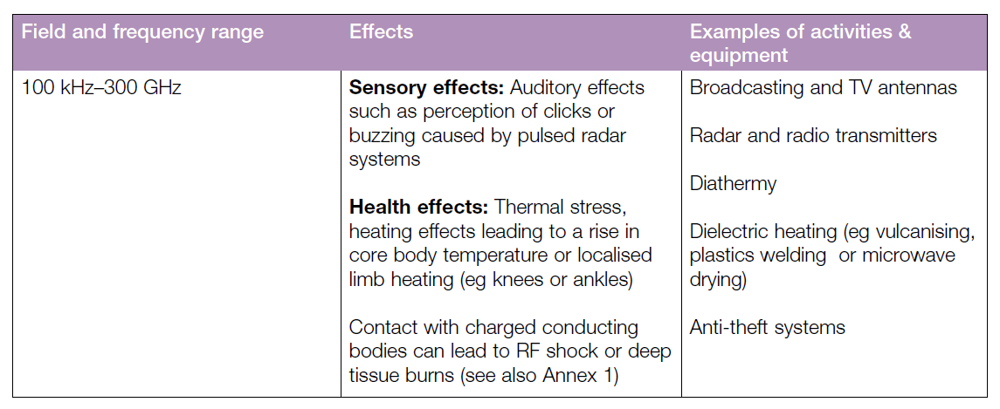 Field and frequency range
Effects
Examples of activities &
equipment
100 kHz–300 GHz
Sensory effects: Auditory effects
such as perception of clicks or
buzzing caused by pulsed radar
systems
Health effects: Thermal stress,
heating effects leading to a rise in
core body temperature or localised
limb heating (eg knees or ankles)
Contact with charged conducting
bodies can lead to RF shock or deep
tissue burns (see also Annex 1)
Broadcasting and TV antennas
Radar and radio transmitters
Diathermy
Dielectric heating (eg vulcanising,
plastics welding or microwave
drying)
Anti-theft systems